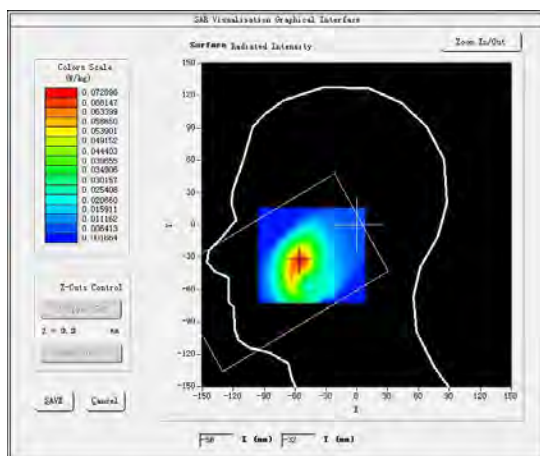 SAR Visualisation Graphical Interface
Surface Radiated Intensity
Zoom In/Out
Colors Scale
(W/kg)
0.072896
0.068147
0.063399
0.058650
0.053901
0.049152
0.044403
0.039655
0.034906
0.030157
0.025408
0.020660
0.015911
0.011162
0.006413
0.001664
150
120
90
60
30
0
-30
-60
-90
-120
-150
Y
-150 -120 -90 -60 -30 0 30 60 90 120 150
X
Z-Cuts Control
Z = mm
SAVE Cancel
X (mm) -32 Y (mm)